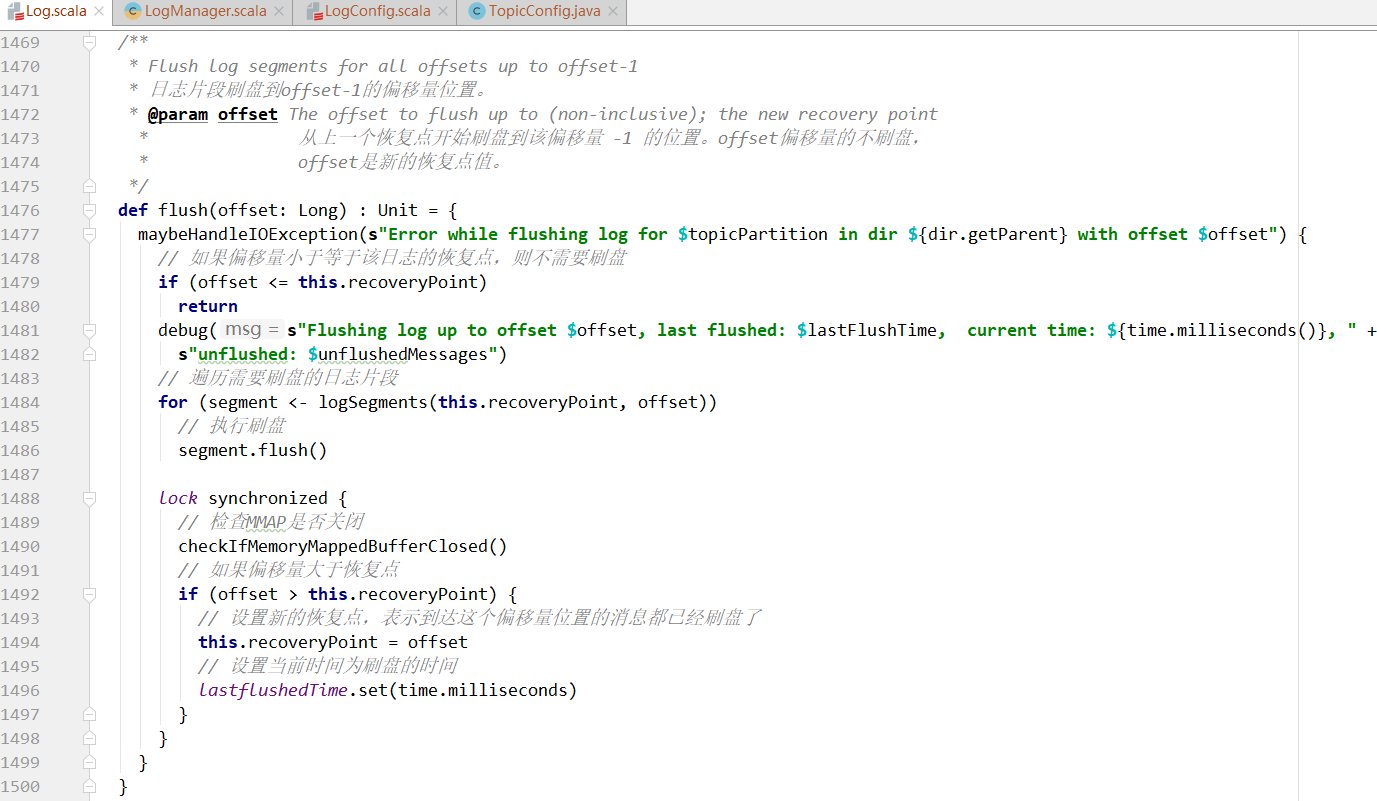 Log.scala LogManager.scala LogConfig.scala TopicConfig.java
1469 /**
1470 * Flush log segments for all offsets up to offset-1
1471 * 日志片段刷盘到offset-1的偏移量位置。
1472 * @param offset The offset to flush up to (non-inclusive); the new recovery point
1473 * 从上一个恢复点开始刷盘到该偏移量 -1 的位置。offset偏移量的不刷盘，
1474 * offset是新的恢复点值。
1475 */
1476 def flush(offset: Long) : Unit = {
1477 maybeHandleIOException(s"Error while flushing log for $topicPartition in dir ${dir.getParent} with offset $offset") {
1478 // 如果偏移量小于等于该日志的恢复点，则不需要刷盘
1479 if (offset <= this.recoveryPoint)
1480 return
1481 debug( msg = s"Flushing log up to offset $offset, last flushed: $lastFlushTime,  current time: ${time.milliseconds()}, " +
1482 s"unflushed: $unflushedMessages")
1483 // 遍历需要刷盘的日志片段
1484 for (segment <- logSegments(this.recoveryPoint, offset))
1485 // 执行刷盘
1486 segment.flush()
1487
1488 lock synchronized {
1489 // 检查MMAP是否关闭
1490 checkIfMemoryMappedBufferClosed()
1491 // 如果偏移量大于恢复点
1492 if (offset > this.recoveryPoint) {
1493 // 设置新的恢复点，表示到达这个偏移量位置的消息都已经刷盘了
1494 this.recoveryPoint = offset
1495 // 设置当前时间为刷盘的时间
1496 lastflushedTime.set(time.milliseconds)
1497 }
1498 }
1499 }
1500 }